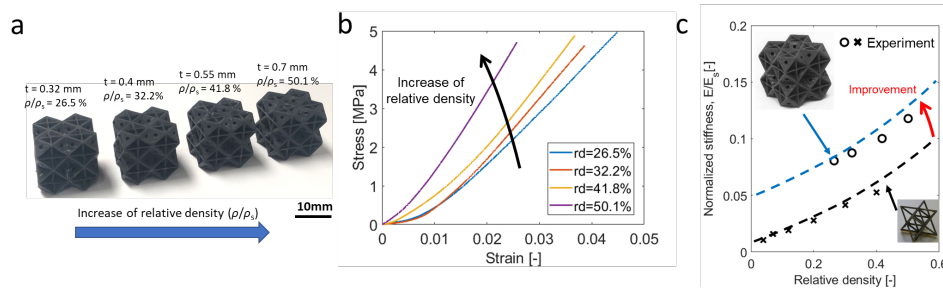 a
t = 0.32 mm
ρ/ρs = 26.5 %
t = 0.4 mm
ρ/ρs = 32.2%
t = 0.55 mm
ρ/ρs = 41.8 %
t = 0.7 mm
ρ/ρs = 50.1 %
10mm
Increase of relative density (ρ/ρs)
b
Stress [MPa]
5
4
3
2
1
0
Increase of
relative density
rd=26.5%
rd=32.2%
rd=41.8%
rd=50.1%
0 0.01 0.02 0.03 0.04 0.05
Strain [-]
c
Normalized stiffness, E/Es[-]
0.2
0.15
0.1
0.05
0
Experiment
Improvement
0 0.2 0.4 0.6
Relative density [-]